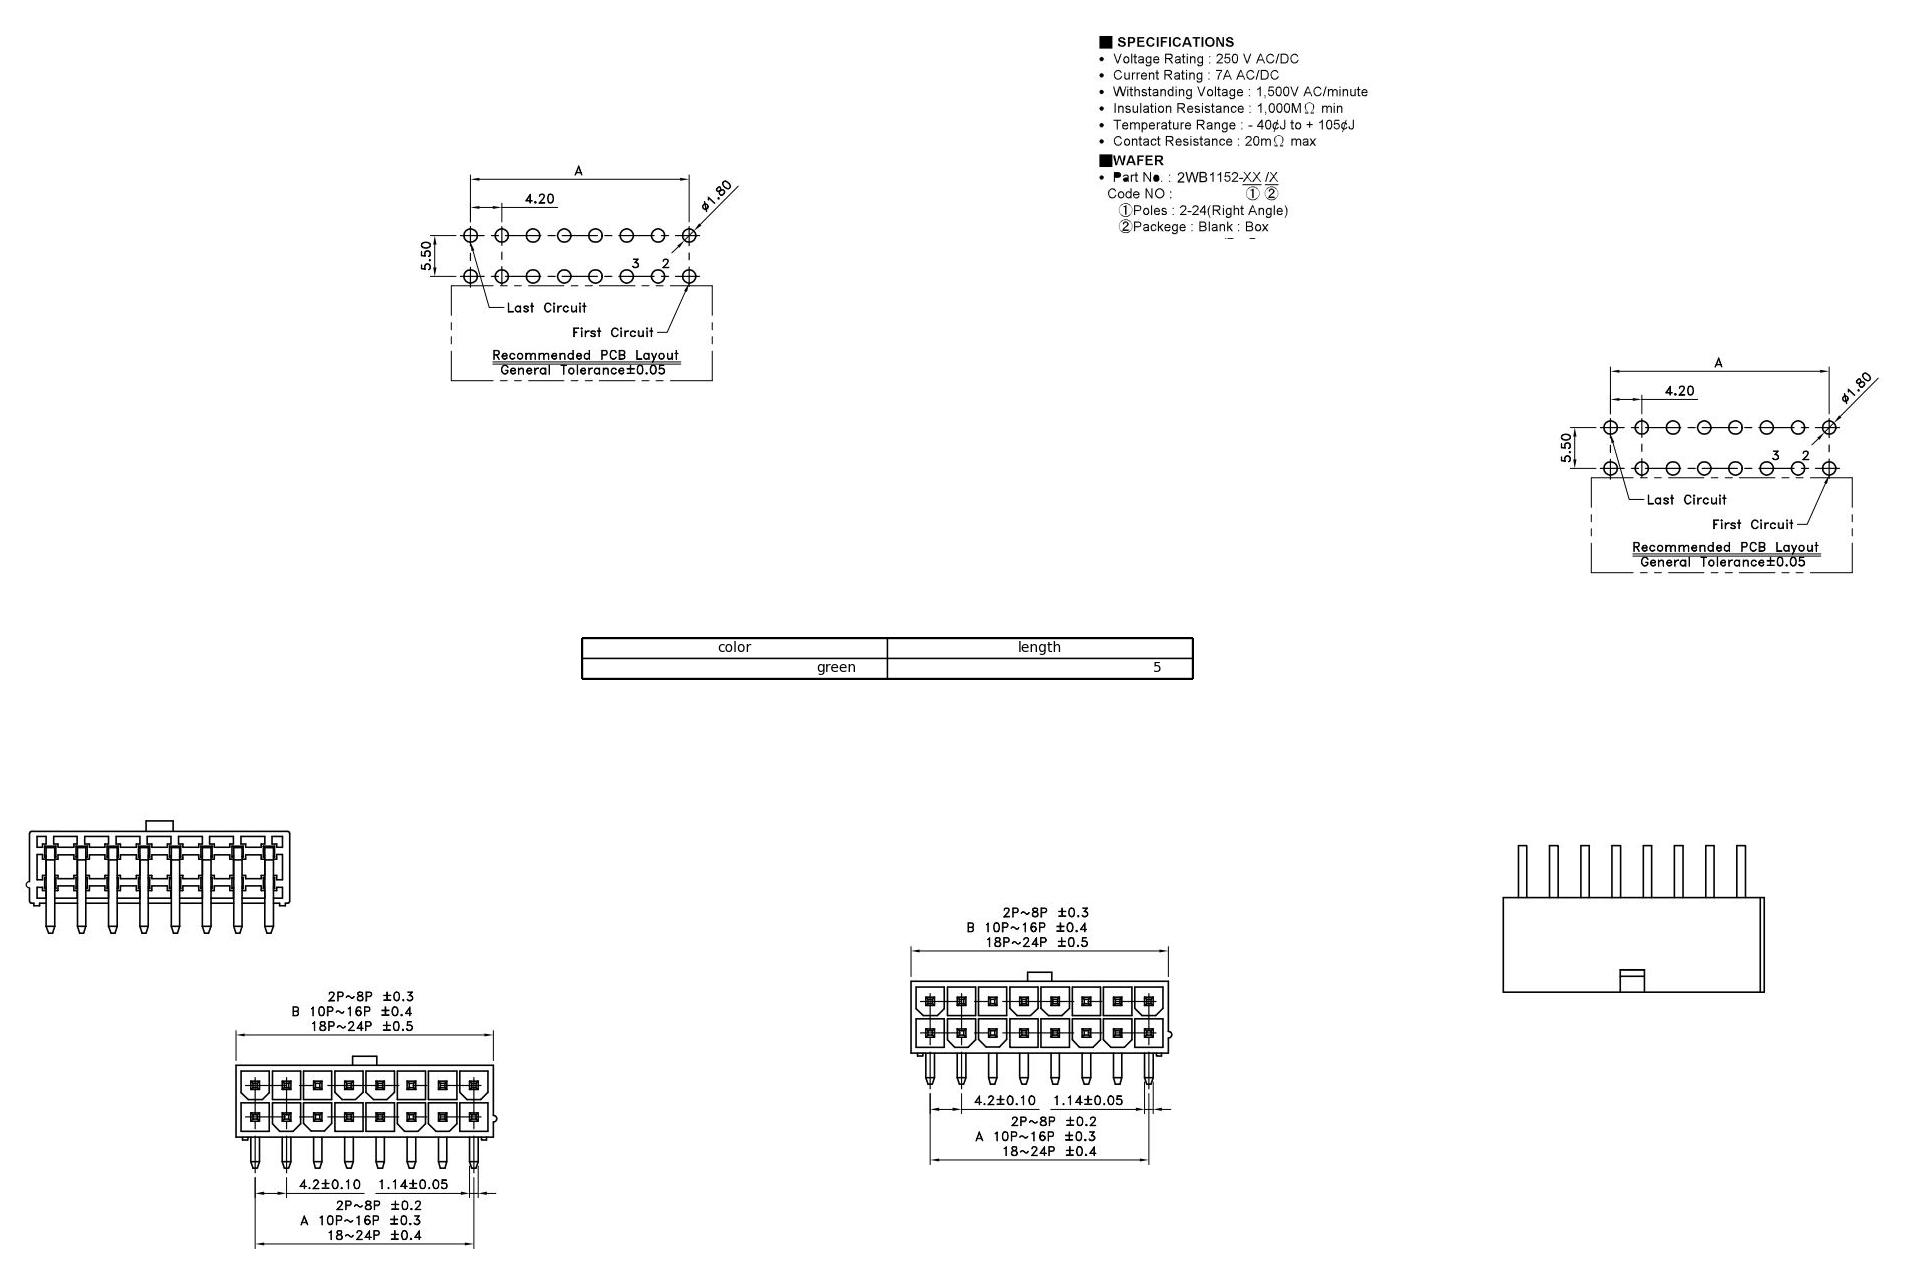 ■ SPECIFICATIONS
• Voltage Rating : 250 V AC/DC
• Current Rating : 7A AC/DC
• Withstanding Voltage : 1,500V AC/minute
• Insulation Resistance : 1,000MΩ min
• Temperature Range : - 40¢J to + 105¢J
• Contact Resistance : 20mΩ max
■WAFER
• Part No. : 2WB1152-XX /X
Code NO : ① ②
①Poles : 2-24(Right Angle)
②Packege : Blank : Box
A
4.20
ø1.80
5.50
3 2
Last Circuit
First Circuit
Recommended PCB Layout
General Tolerance±0.05
A
4.20
ø1.80
5.50
3 2
Last Circuit
First Circuit
Recommended PCB Layout
General Tolerance±0.05
color length
green 5
2P~8P ±0.3
B 10P~16P ±0.4
18P~24P ±0.5
4.2±0.10 1.14±0.05
2P~8P ±0.2
A 10P~16P ±0.3
18~24P ±0.4
2P~8P ±0.3
B 10P~16P ±0.4
18P~24P ±0.5
4.2±0.10 1.14±0.05
2P~8P ±0.2
A 10P~16P ±0.3
18~24P ±0.4